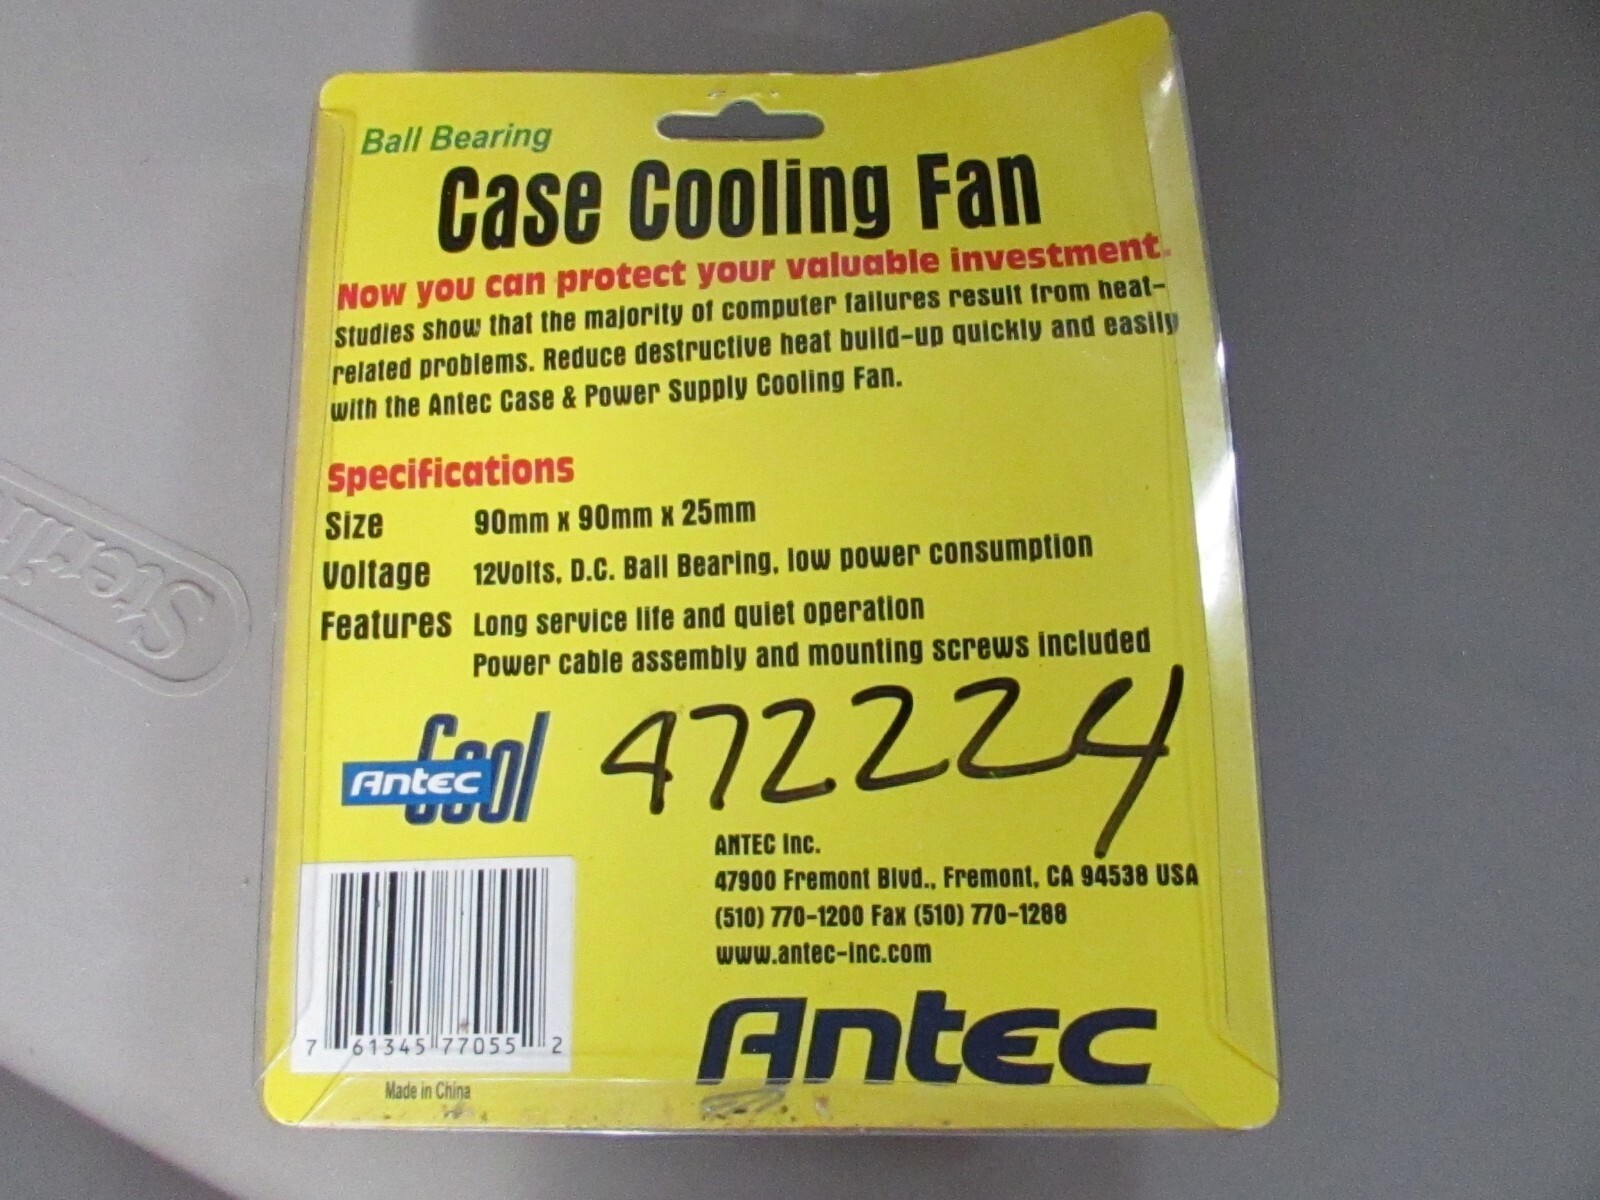 Ball Bearing
Case Cooling Fan
Now you can protect your valuable investment.
Studies show that the majority of computer failures result from heat-
related problems. Reduce destructive heat build-up quickly and easily
with the Antec Case & Power Supply Cooling Fan.
Specifications
Size 90mm x 90mm x 25mm
Voltage 12Volts, D.C. Ball Bearing, low power consumption
Features Long service life and quiet operation
Power cable assembly and mounting screws included
Antec Cool
472224
ANTEC Inc.
47900 Fremont Blvd., Fremont, CA 94538 USA
(510) 770-1200 Fax (510) 770-1288
www.antec-inc.com
Antec
7 61345 77055 2
Made in China